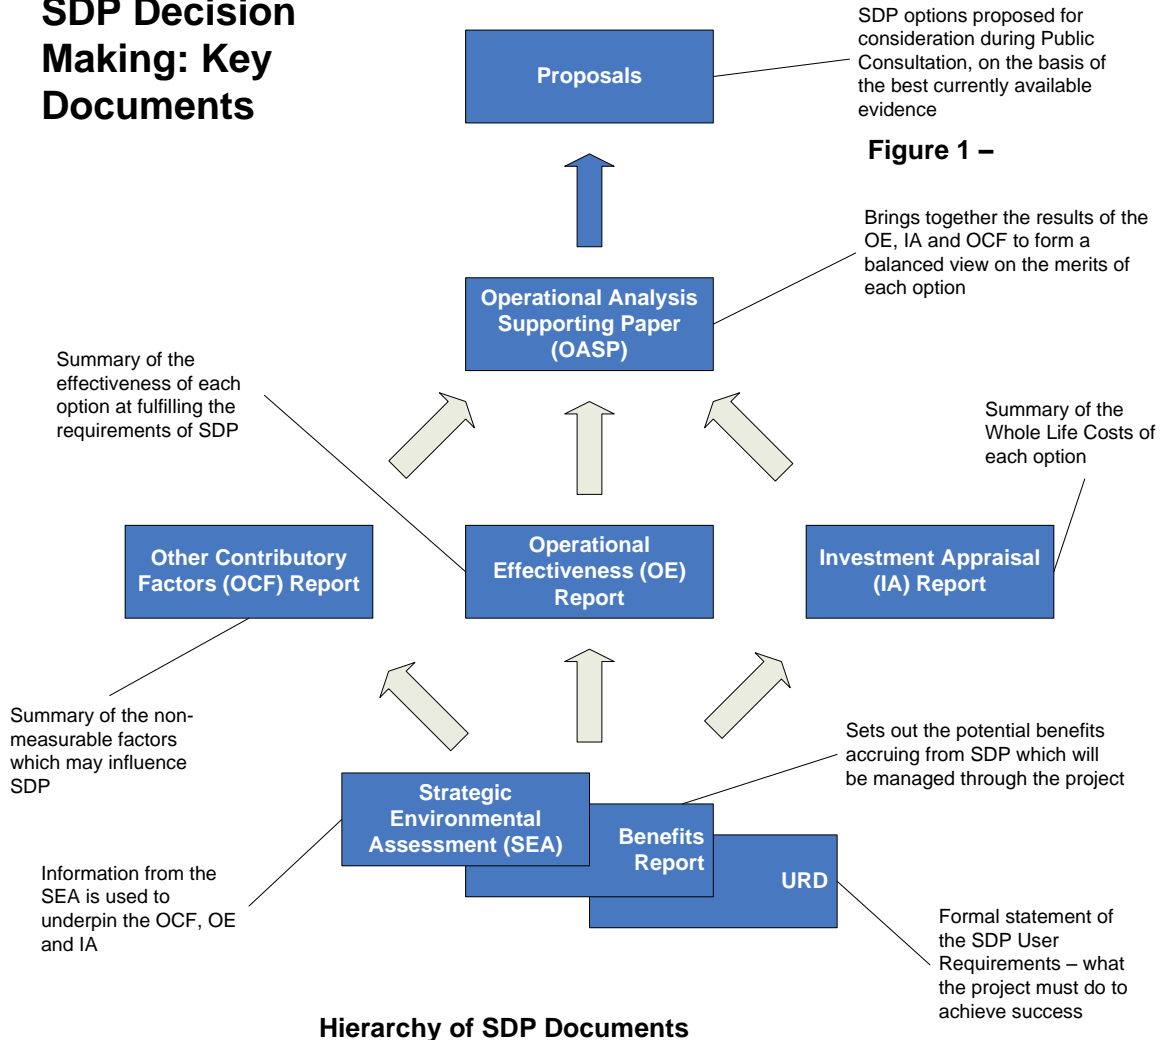 SDP Decision
Making: Key
Documents
SDP options proposed for
consideration during Public
Consultation, on the basis of
the best currently available
evidence
Proposals
Figure 1 –
Brings together the results of the
OE, IA and OCF to form a
balanced view on the merits of
each option
Operational Analysis
Supporting Paper
(OASP)
Summary of the
effectiveness of each
option at fulfilling the
requirements of SDP
Summary of the
Whole Life Costs of
each option
Other Contributory
Factors (OCF) Report
Operational
Effectiveness (OE)
Report
Investment Appraisal
(IA) Report
Summary of the non-
measurable factors
which may influence
SDP
Sets out the potential benefits
accruing from SDP which will
be managed through the project
Strategic
Environmental
Assessment (SEA)
Benefits
Report
URD
Information from the
SEA is used to
underpin the OCF, OE
and IA
Formal statement of
the SDP User
Requirements – what
the project must do to
achieve success
Hierarchy of SDP Documents